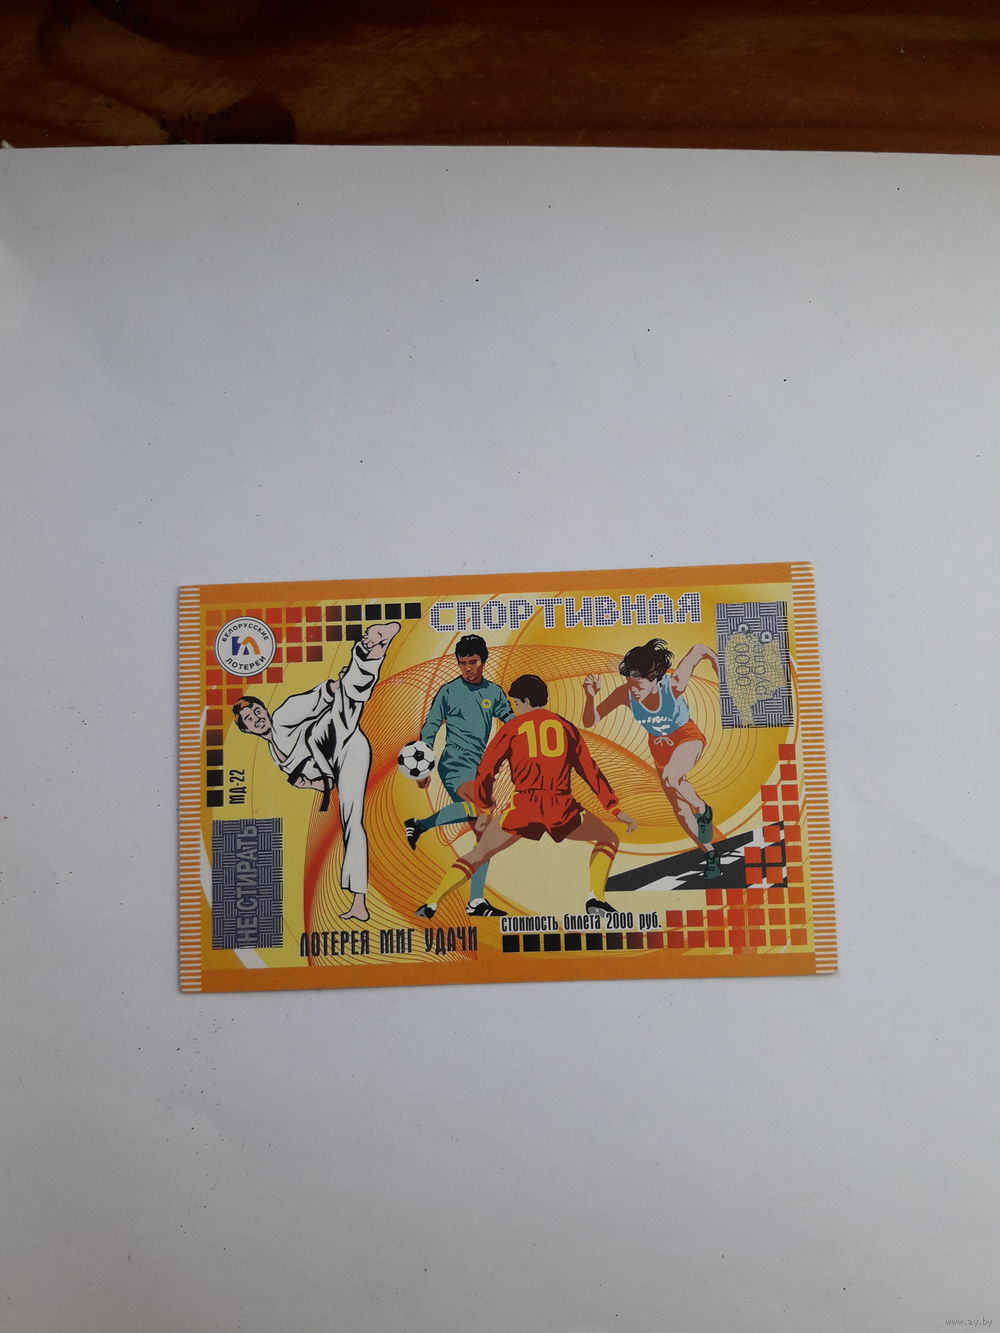 СПОРТИВНАЯ
БЕЛОРУССКИЕ
ЛОТЕРЕИ
10
МД-22
НЕ СТИРАТЬ
ЛОТЕРЕЯ МИГ УДАЧИ
стоимость билета 2000 руб.
www.ay.by